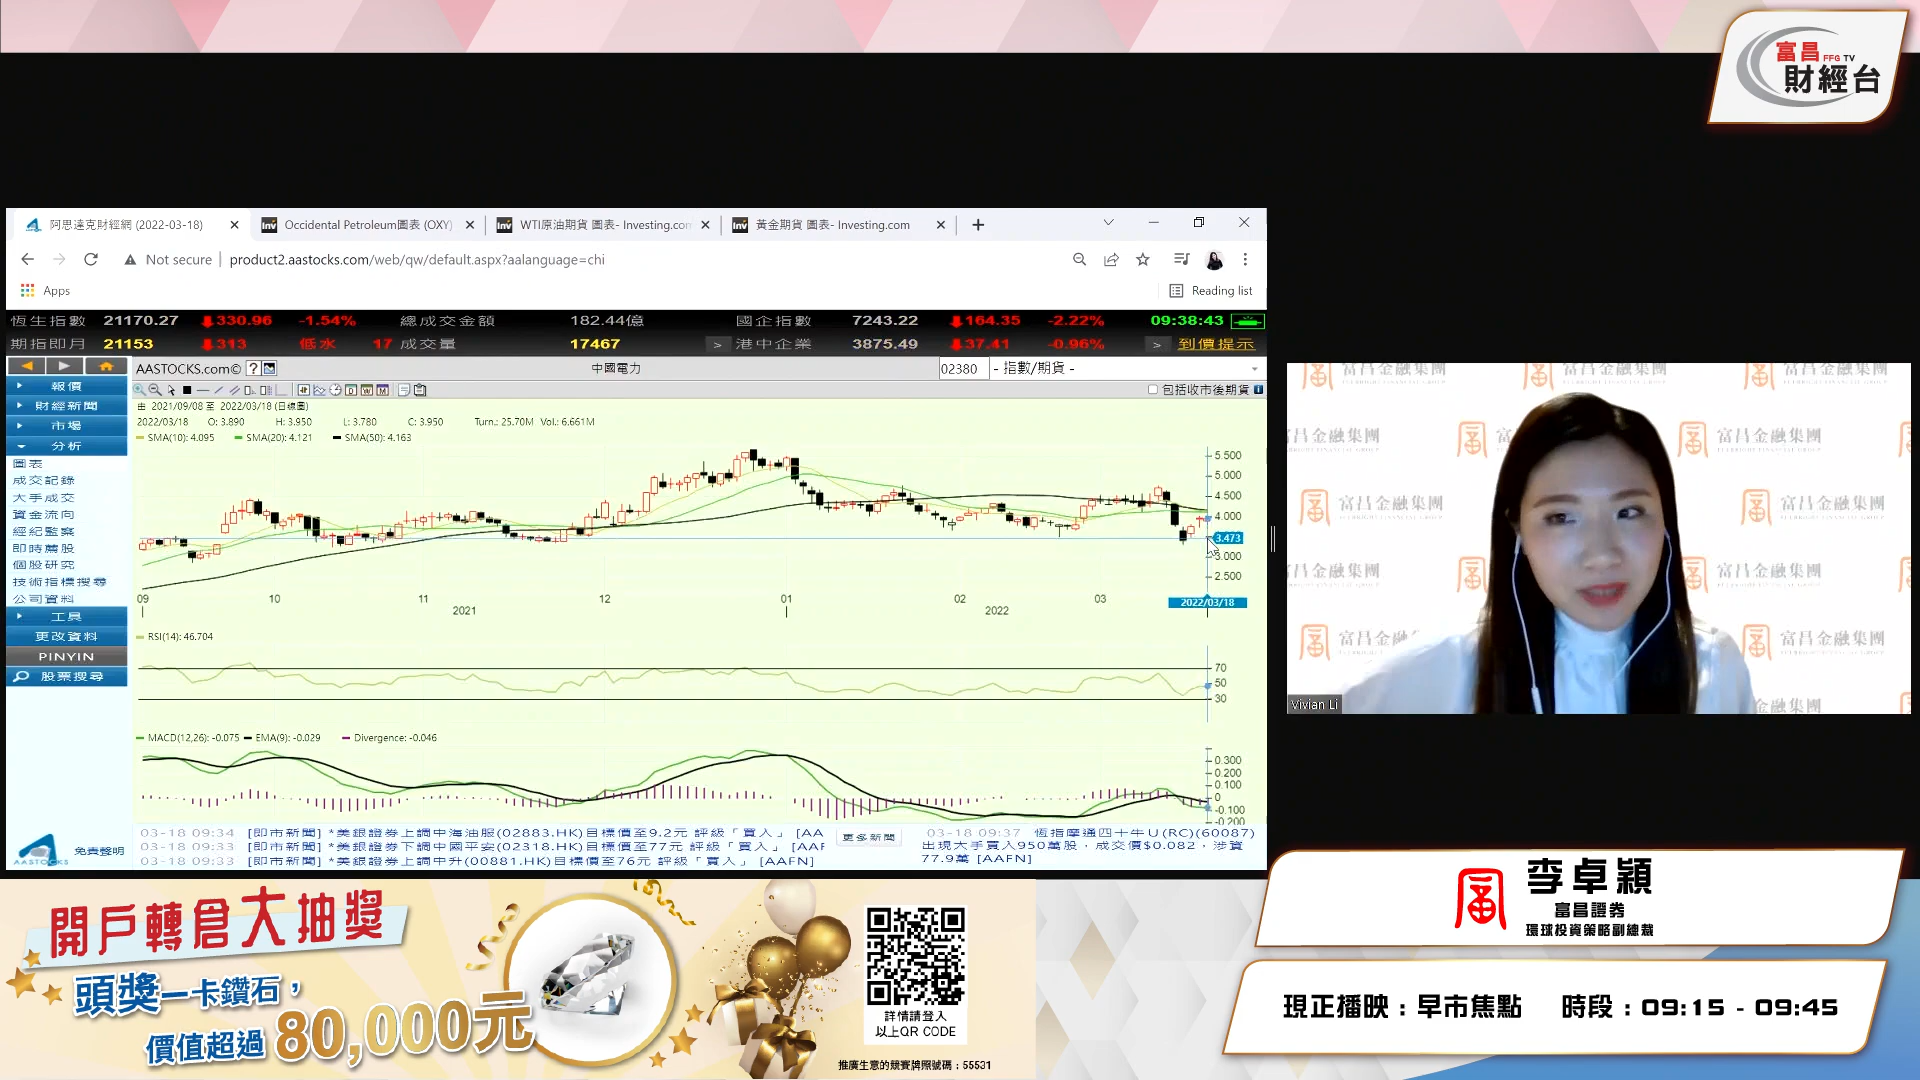 富昌 FFG TV
財經台
阿思達克財經網 (2022-03-18)
Occidental Petroleum圖表 (OXY)
WTI原油期貨 圖表- Investing.com
黃金期貨 圖表- Investing.com
Not secure
product2.aastocks.com/web/qw/default.aspx?aalanguage=chi
Apps
Reading list
恆生指數 21170.27 330.96 -1.54% 總成交金額 182.44億 國企指數 7243.22 164.35 -2.22% 09:38:43
期指即月 21153 313 低水 17 成交量 17467 > 港中企業 3875.49 37.41 -0.96% > 到價提示
AASTOCKS.com© ? 中國電力 02380 - 指數/期貨 -
包括收市後期貨
報價
財經新聞
市場
分析
圖表
成交記錄
大手成交
資金流向
經紀監察
即時薦股
個股研究
技術指標搜尋
公司資料
工具
更改資料
PINYIN
股票搜尋
AASTOCKS
免責聲明
由 2021/09/08 至 2022/03/18 (日線圖)
2022/03/18 O: 3.890 H: 3.950 L: 3.780 C: 3.950 Turn.: 25.70M Vol.: 6.661M
SMA(10): 4.095 SMA(20): 4.121 SMA(50): 4.163
5.500
5.000
4.500
4.000
3.473
3.000
2.500
09 10 11 12 01 02 03
2021 2022
2022/03/18
RSI(14): 46.704
70
50
30
MACD(12,26): -0.075 EMA(9): -0.029 Divergence: -0.046
0.300
0.200
0.100
0
-0.100
-0.200
03-18 09:34 [即市新聞] *美銀證券上調中海油服(02883.HK)目標價至9.2元 評級「買入」 [AA
03-18 09:33 [即市新聞] *美銀證券下調中國平安(02318.HK)目標價至77元 評級「買入」 [AAF
03-18 09:33 [即市新聞] *美銀證券上調中升(00881.HK)目標價至76元 評級「買入」 [AAFN]
更多新聞
03-18 09:37 恆指摩通四十牛U(RC)(60087)
出現大手買入950萬股，成交價$0.082，涉資
77.9萬 [AAFN]
富昌金融集團
Vivian Li
開戶轉倉大抽獎
頭獎一卡鑽石，
價值超過80,000元
詳情請登入
以上QR CODE
推廣生意的競賽牌照號碼：55531
李卓穎
富昌證券
環球投資策略副總裁
現正播映：早市焦點 時段：09:15 - 09:45